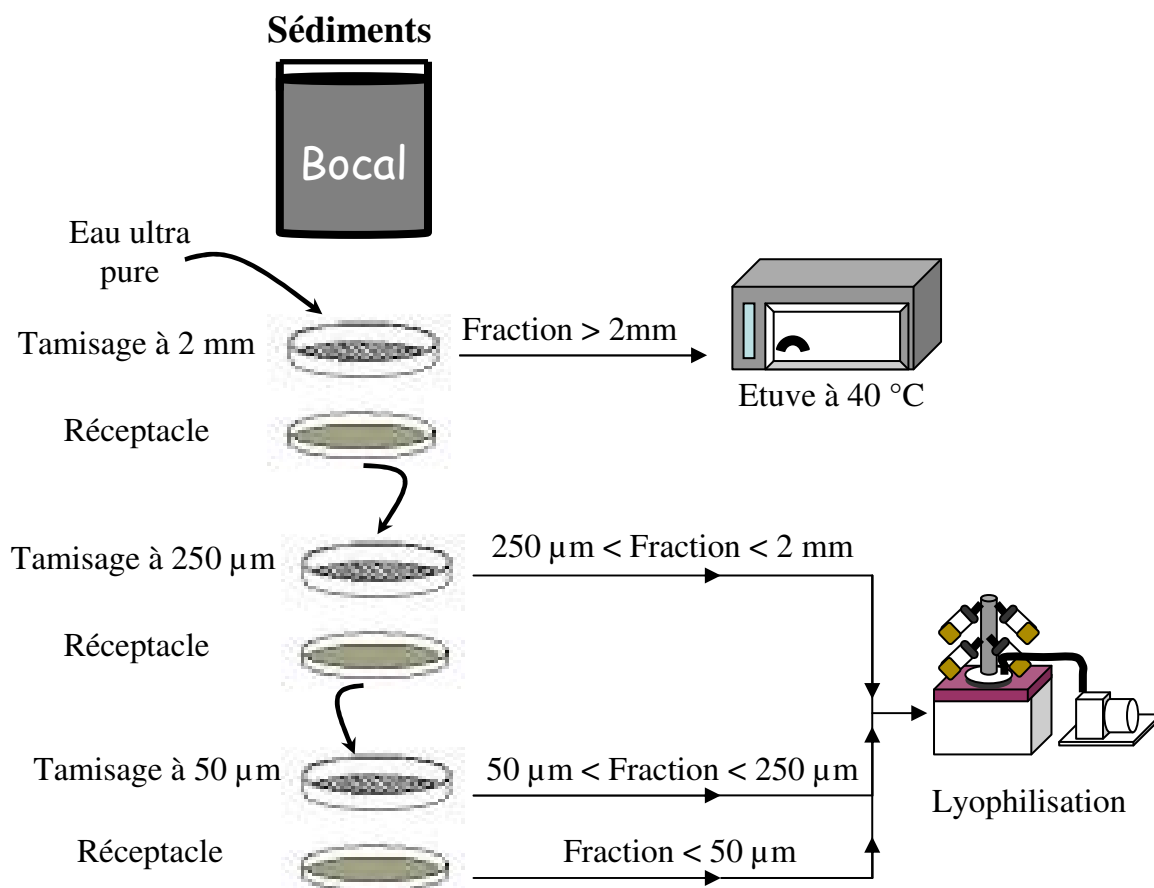 Sédiments
Bocal
Eau ultra
pure
Tamisage à 2 mm
Fraction > 2mm
Etuve à 40 °C
Réceptacle
Tamisage à 250 µm
250 µm < Fraction < 2 mm
Réceptacle
Tamisage à 50 µm
50 µm < Fraction < 250 µm
Lyophilisation
Réceptacle
Fraction < 50 µm